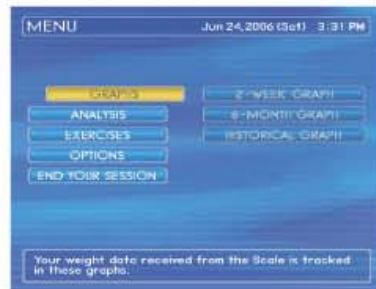 MENU
Jun 24,2006 (Sat) 3:31 PM
GRAPHS
2-WEEK GRAPH
ANALYSIS
6-MONTH GRAPH
EXERCISES
HISTORICAL GRAPH
OPTIONS
END YOUR SESSION
Your weight data received from the Scale is tracked
in these graphs.